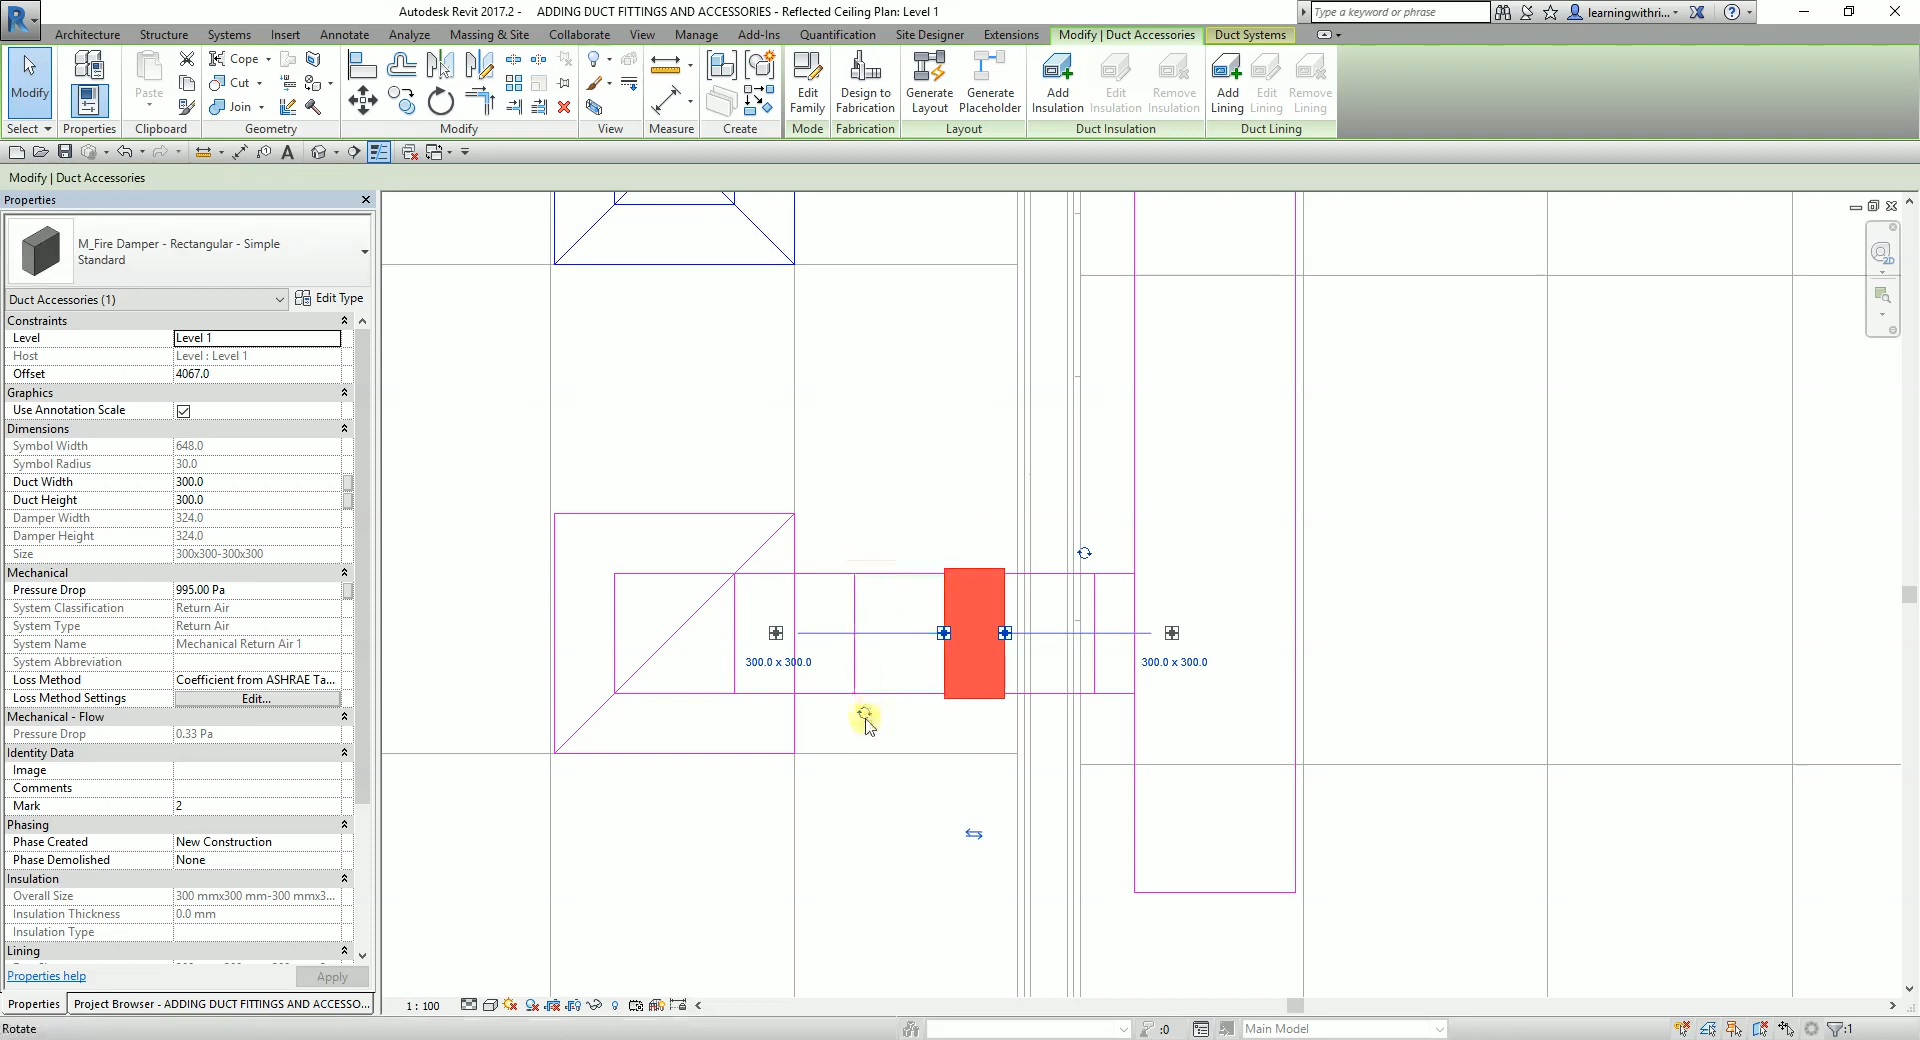 Autodesk Revit 2017.2 - ADDING DUCT FITTINGS AND ACCESSORIES - Reflected Ceiling Plan: Level 1
Type a keyword or phrase
learningwithri...
Architecture Structure Systems Insert Annotate Analyze Massing & Site Collaborate View Manage Add-Ins Quantification Site Designer Extensions Modify | Duct Accessories Duct Systems
Modify
Paste
Cope
Cut
Join
Edit Family
Design to Fabrication
Generate Layout
Generate Placeholder
Add Insulation
Edit Insulation
Remove Insulation
Add Lining
Edit Lining
Remove Lining
Select Properties Clipboard Geometry Modify View Measure Create Mode Fabrication Layout Duct Insulation Duct Lining
Modify | Duct Accessories
Properties
M_Fire Damper - Rectangular - Simple
Standard
Duct Accessories (1) Edit Type
Constraints
Level Level 1
Host Level : Level 1
Offset 4067.0
Graphics
Use Annotation Scale
Dimensions
Symbol Width 648.0
Symbol Radius 30.0
Duct Width 300.0
Duct Height 300.0
Damper Width 324.0
Damper Height 324.0
Size 300x300-300x300
Mechanical
Pressure Drop 995.00 Pa
System Classification Return Air
System Type Return Air
System Name Mechanical Return Air 1
System Abbreviation
Loss Method Coefficient from ASHRAE Ta...
Loss Method Settings Edit...
Mechanical - Flow
Pressure Drop 0.33 Pa
Identity Data
Image
Comments
Mark 2
Phasing
Phase Created New Construction
Phase Demolished None
Insulation
Overall Size 300 mmx300 mm-300 mmx3...
Insulation Thickness 0.0 mm
Insulation Type
Lining
Properties help Apply
Properties Project Browser - ADDING DUCT FITTINGS AND ACCESSO...
300.0 x 300.0
300.0 x 300.0
2D
1 : 100
Rotate
:0
Main Model
:1